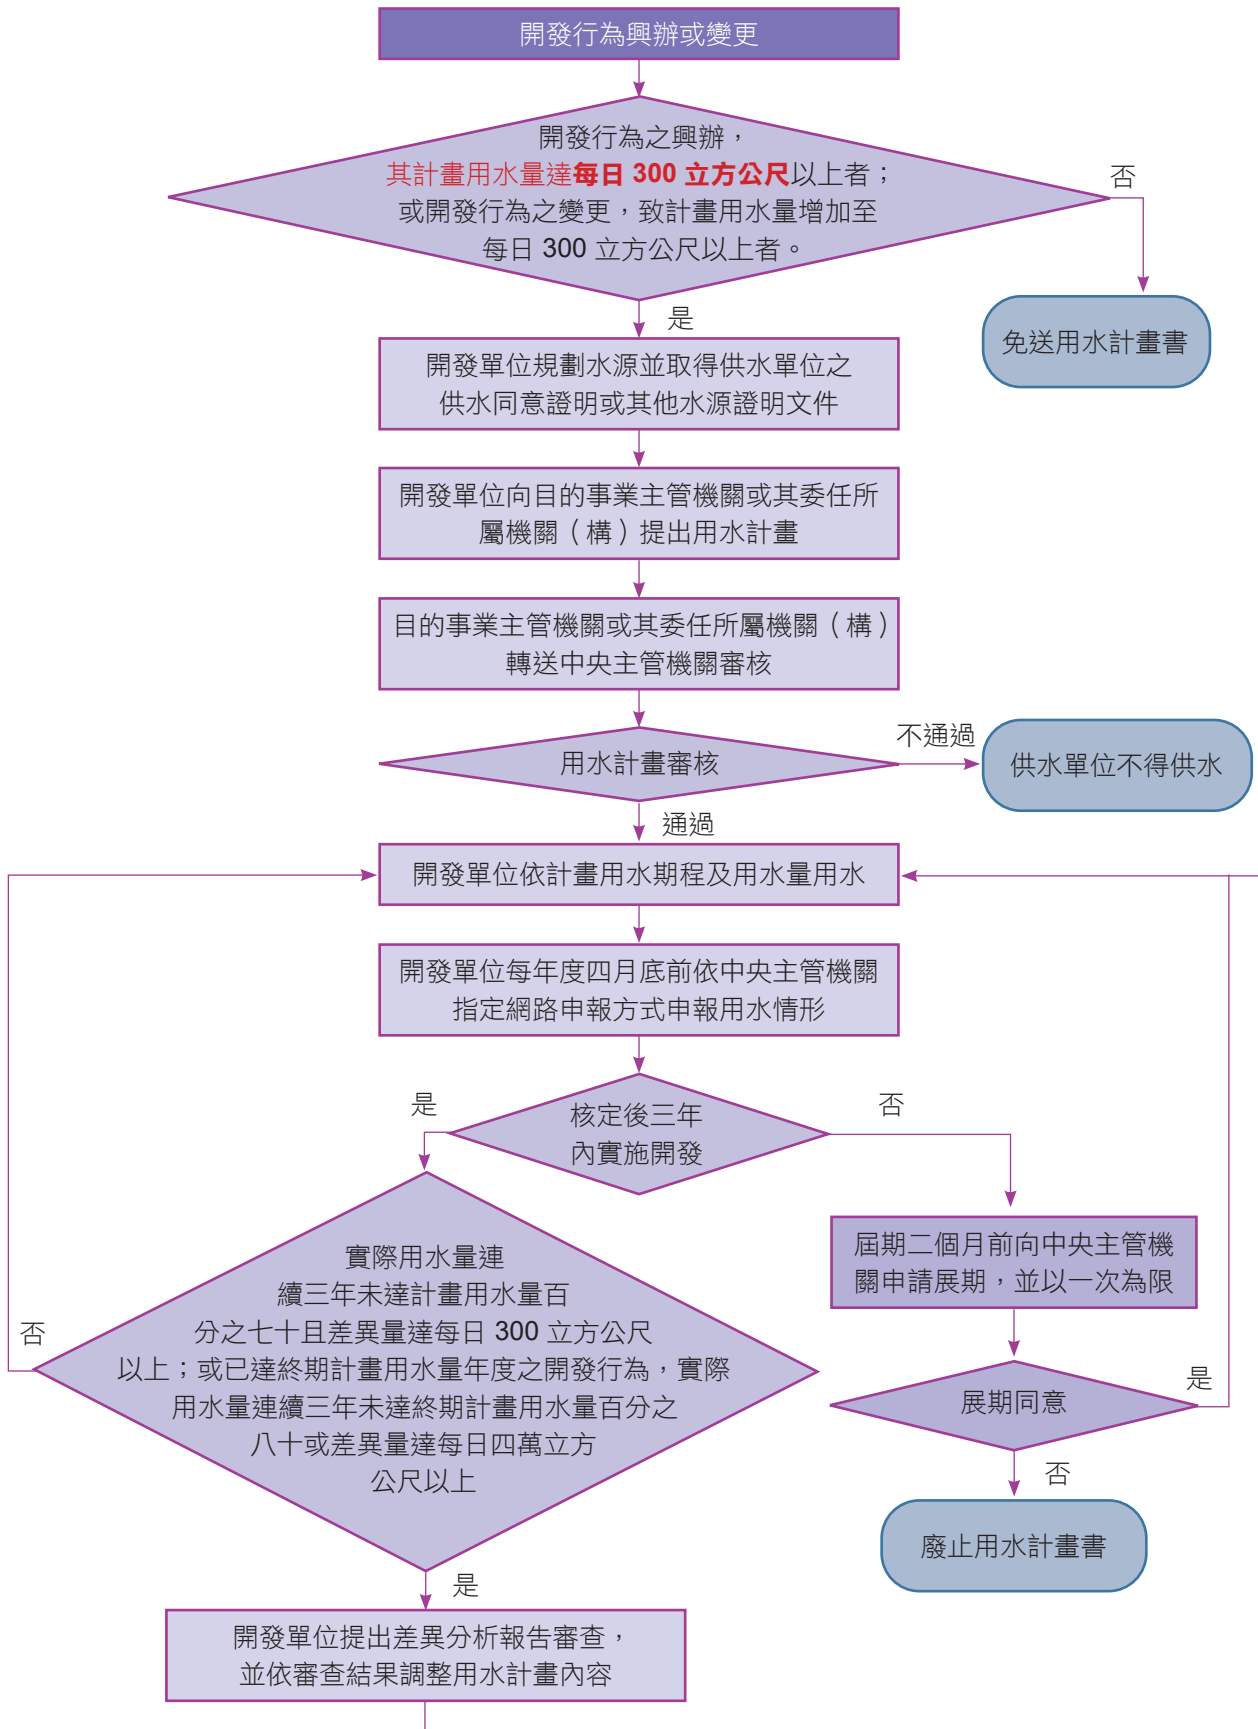 開發行為興辦或變更
開發行為之興辦，
其計畫用水量達每日 300 立方公尺以上者；
或開發行為之變更，致計畫用水量增加至
每日 300 立方公尺以上者。
否
免送用水計畫書
是
開發單位規劃水源並取得供水單位之
供水同意證明或其他水源證明文件
開發單位向目的事業主管機關或其委任所
屬機關（構）提出用水計畫
目的事業主管機關或其委任所屬機關（構）
轉送中央主管機關審核
用水計畫審核
不通過
供水單位不得供水
通過
開發單位依計畫用水期程及用水量用水
開發單位每年度四月底前依中央主管機關
指定網路申報方式申報用水情形
核定後三年
內實施開發
是
否
實際用水量連
續三年未達計畫用水量百
分之七十且差異量達每日 300 立方公尺
以上；或已達終期計畫用水量年度之開發行為，實際
用水量連續三年未達終期計畫用水量百分之
八十或差異量達每日四萬立方
公尺以上
否
屆期二個月前向中央主管機
關申請展期，並以一次為限
展期同意
是
否
廢止用水計畫書
是
開發單位提出差異分析報告審查，
並依審查結果調整用水計畫內容